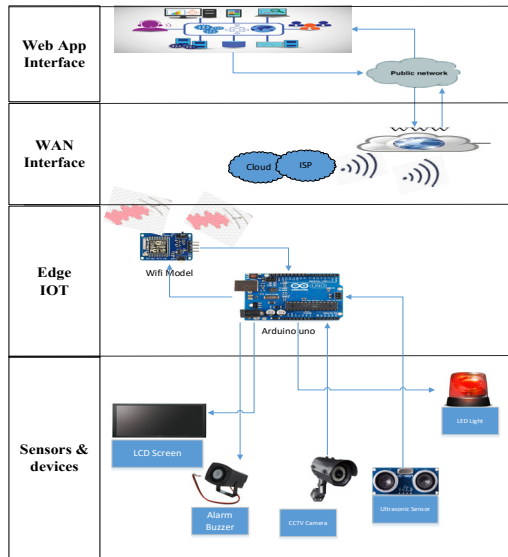 Web App
Interface
Public network
WAN
Interface
Cloud
ISP
Edge
IOT
Wifi Model
UNO
Arduino uno
Sensors &
devices
LCD Screen
LED Light
Alarm
Buzzer
CCTV Camera
Ultrasonic Sensor